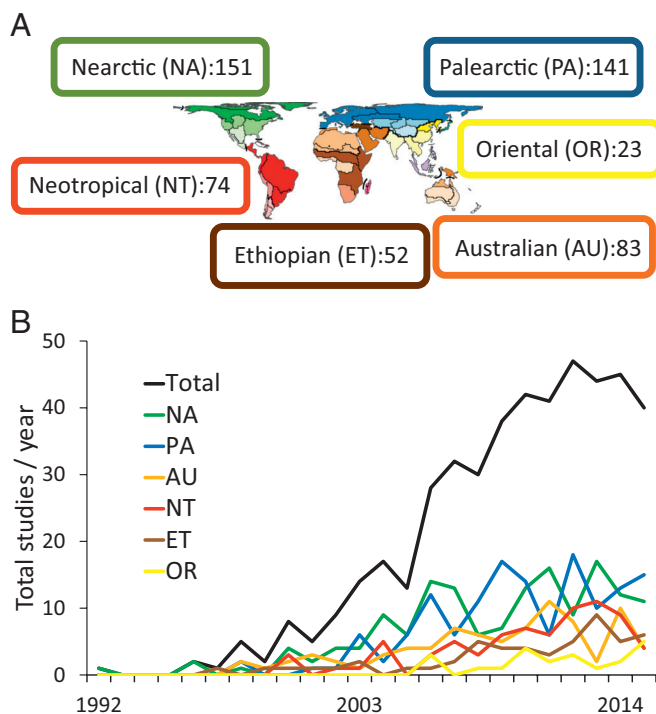 A
Nearctic (NA):151
Palearctic (PA):141
Oriental (OR):23
Neotropical (NT):74
Ethiopian (ET):52
Australian (AU):83
B
Total studies / year
50
40
30
20
10
0
Total
NA
PA
AU
NT
ET
OR
1992
2003
2014